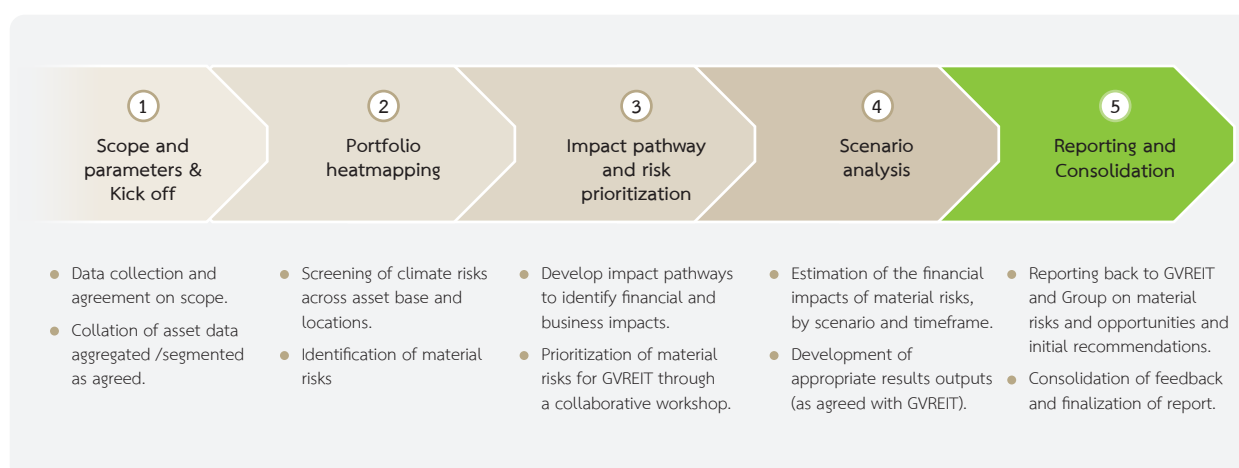 1
Scope and
parameters &
Kick off
2
Portfolio
heatmapping
3
Impact pathway
and risk
prioritization
4
Scenario
analysis
5
Reporting and
Consolidation
Data collection and
agreement on scope.
Collation of asset data
aggregated /segmented
as agreed.
Screening of climate risks
across asset base and
locations.
Identification of material
risks
Develop impact pathways
to identify financial and
business impacts.
Prioritization of material
risks for GVREIT through
a collaborative workshop.
Estimation of the financial
impacts of material risks,
by scenario and timeframe.
Development of
appropriate results outputs
(as agreed with GVREIT).
Reporting back to GVREIT
and Group on material
risks and opportunities and
initial recommendations.
Consolidation of feedback
and finalization of report.